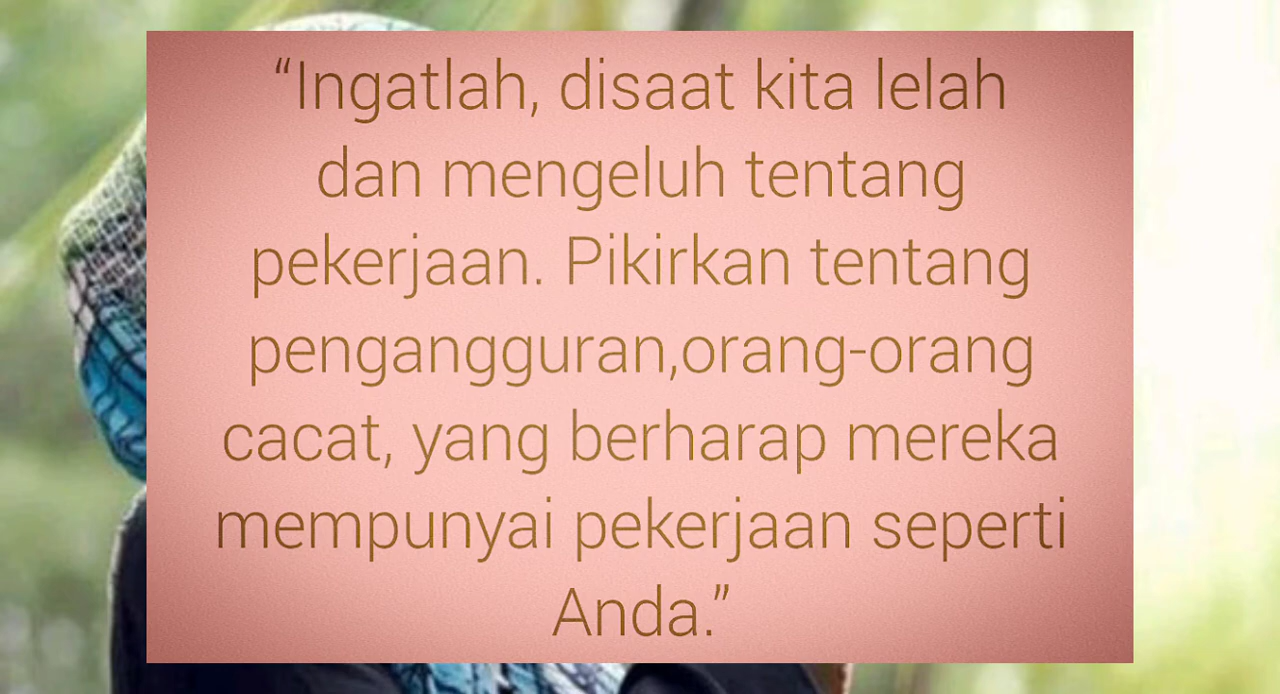 “Ingatlah, disaat kita lelah
dan mengeluh tentang
pekerjaan. Pikirkan tentang
pengangguran,orang-orang
cacat, yang berharap mereka
mempunyai pekerjaan seperti
Anda.”